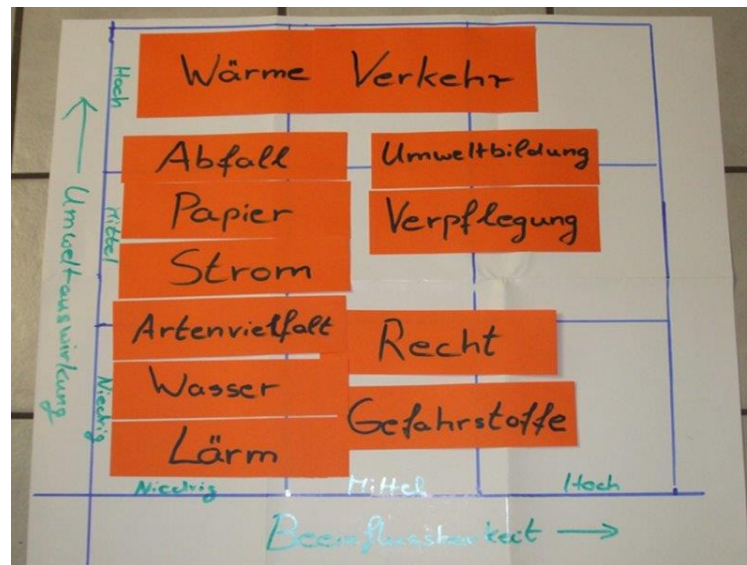 Wärme Verkehr
Abfall
Umweltbildung
Papier
Verpflegung
Strom
Artenvielfalt
Recht
Wasser
Gefahrstoffe
Lärm
Hoch
Mittel
Niedrig
Umweltauswirkung
Niedrig Mittel Hoch